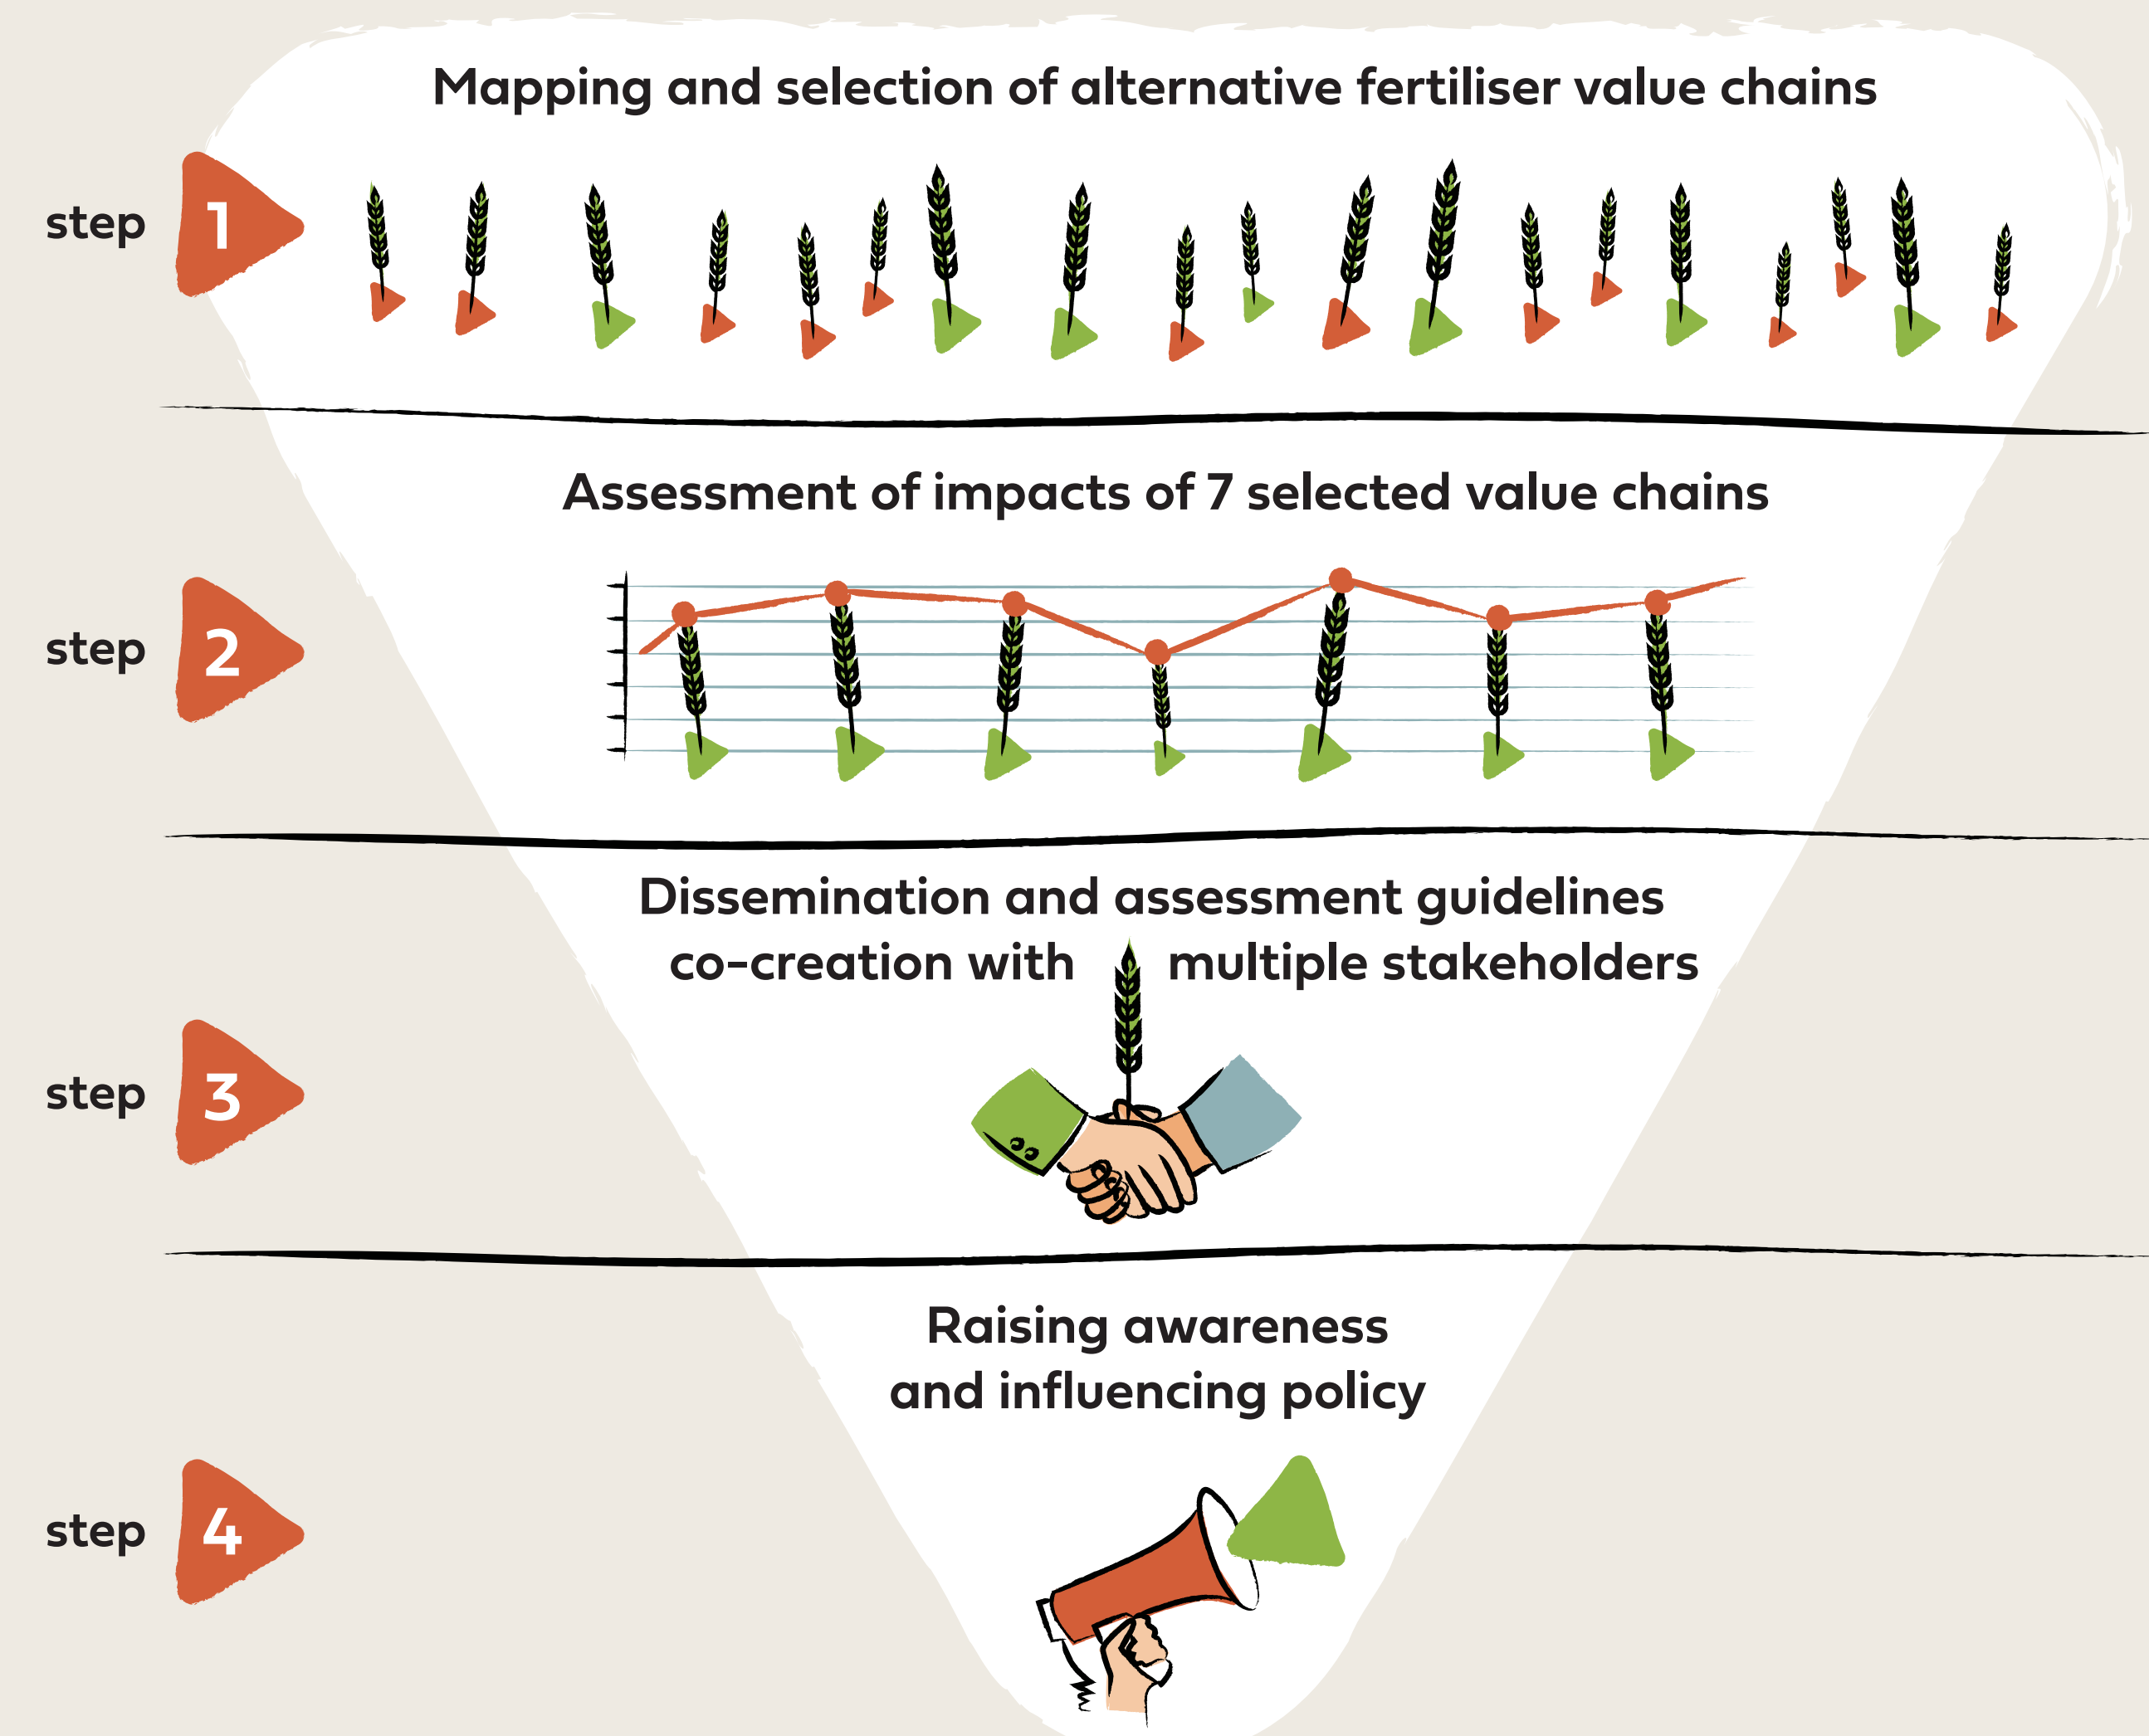 Mapping and selection of alternative fertiliser value chains
step 1
Assessment of impacts of 7 selected value chains
step 2
Dissemination and assessment guidelines
co-creation with multiple stakeholders
step 3
Raising awareness
and influencing policy
step 4